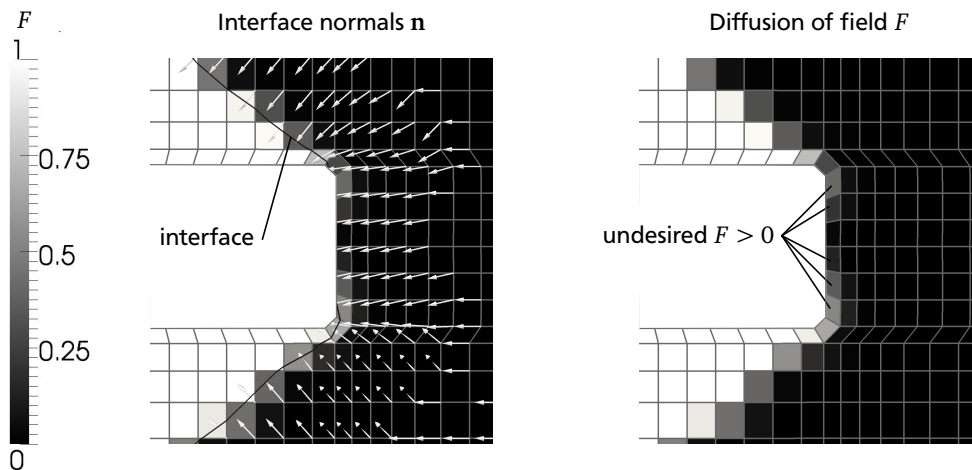 F
Interface normals n
Diffusion of field F
1
0.75
0.5
0.25
0
interface
undesired F > 0